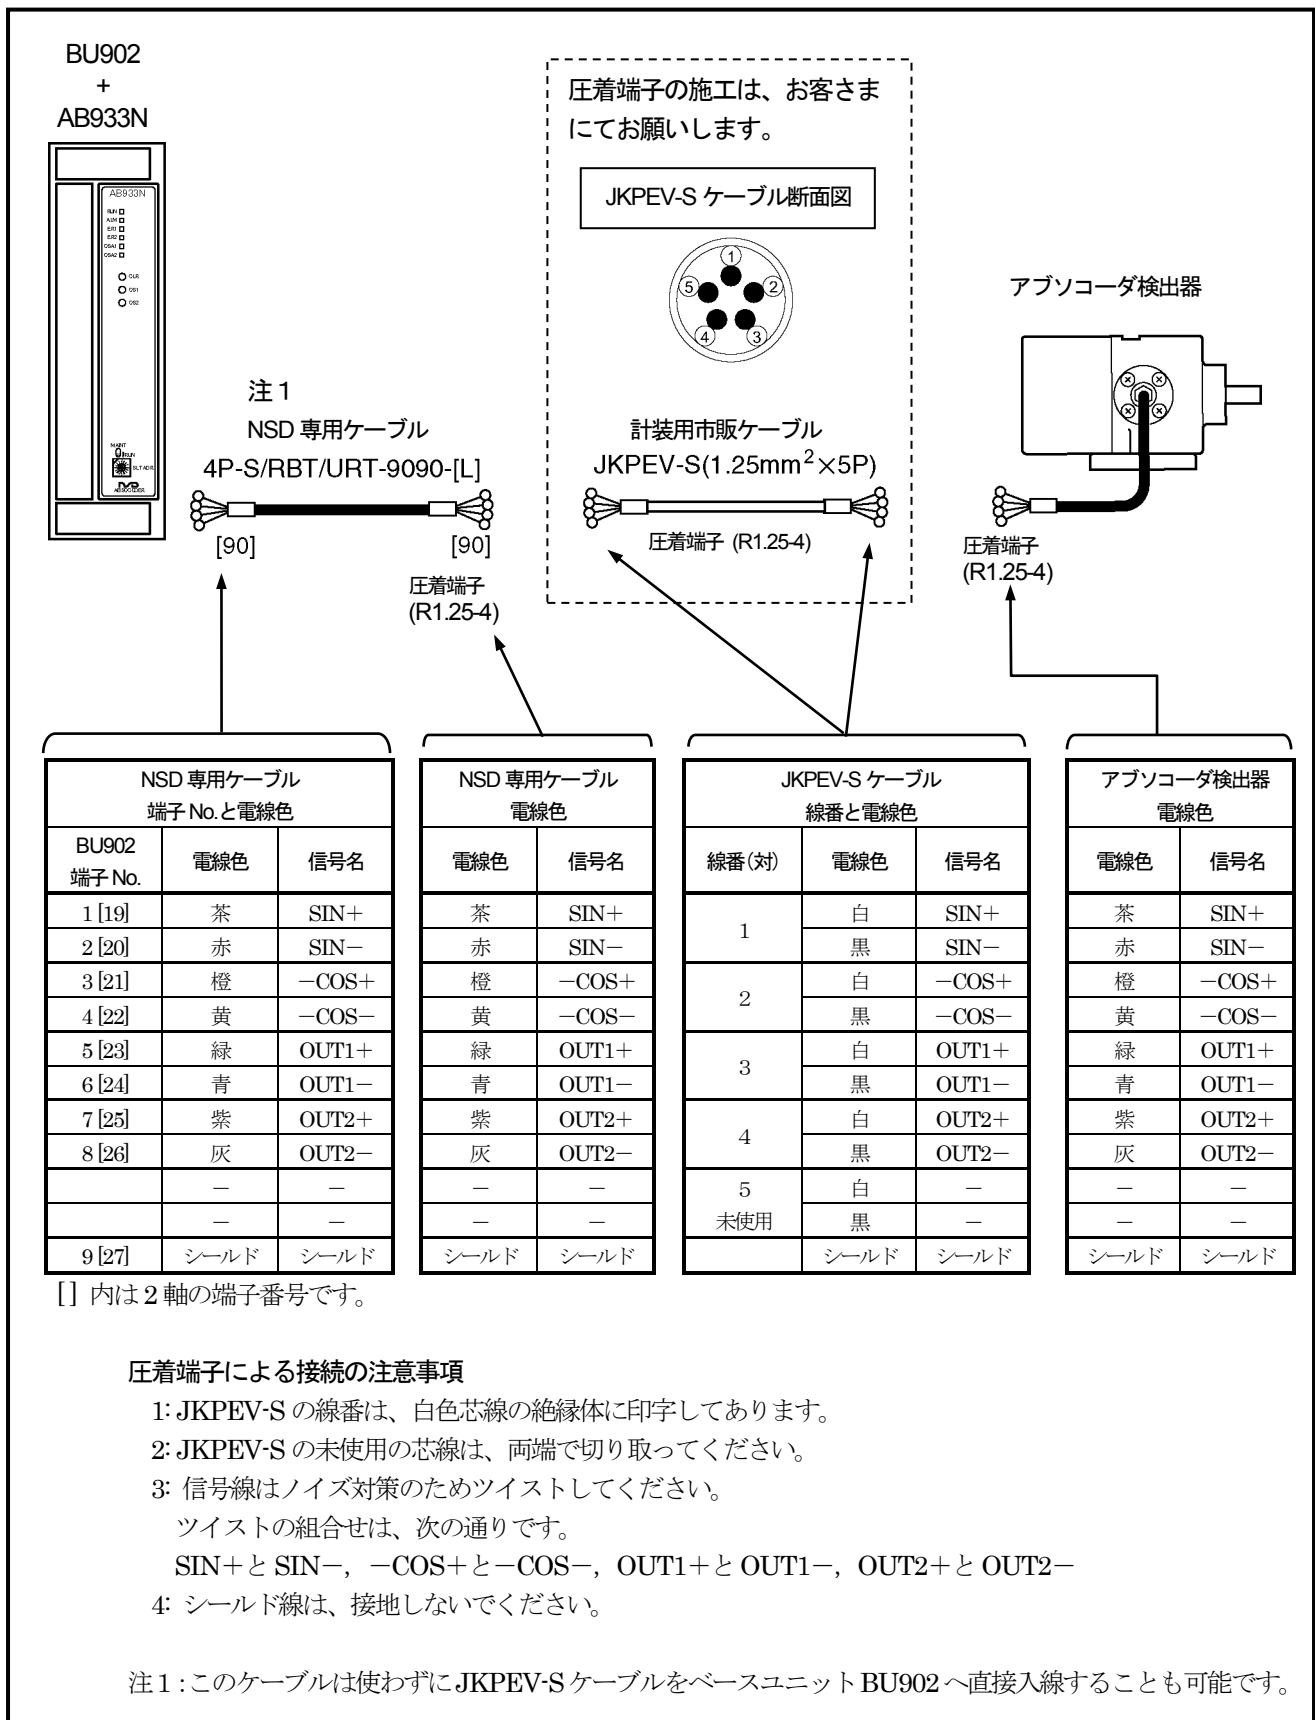 BU902
+
AB933N
AB933N
RUN
ALM
ER1
ER2
OSA1
OSA2
CLR
OS1
OS2
MAINT
RUN
SLT ADR.
ABSOCODER
圧着端子の施工は、お客さま
にてお願いします。
JKPEV-S ケーブル断面図
1
2
3
4
5
注1
NSD 専用ケーブル
4P-S/RBT/URT-9090-[L]
[90]
[90]
圧着端子
(R1.25-4)
計装用市販ケーブル
JKPEV-S(1.25mm²×5P)
圧着端子 (R1.25-4)
アブソコーダ検出器
圧着端子
(R1.25-4)
NSD 専用ケーブル
端子 No.と電線色
BU902 端子 No. 電線色 信号名
1 [19] 茶 SIN+
2 [20] 赤 SIN-
3 [21] 橙 -COS+
4 [22] 黄 -COS-
5 [23] 緑 OUT1+
6 [24] 青 OUT1-
7 [25] 紫 OUT2+
8 [26] 灰 OUT2-
- -
- -
9 [27] シールド シールド
NSD 専用ケーブル
電線色
電線色 信号名
茶 SIN+
赤 SIN-
橙 -COS+
黄 -COS-
緑 OUT1+
青 OUT1-
紫 OUT2+
灰 OUT2-
- -
- -
シールド シールド
JKPEV-S ケーブル
線番と電線色
線番(対) 電線色 信号名
1 白 SIN+
黒 SIN-
2 白 -COS+
黒 -COS-
3 白 OUT1+
黒 OUT1-
4 白 OUT2+
黒 OUT2-
5 白 -
未使用 黒 -
シールド シールド
アブソコーダ検出器
電線色
電線色 信号名
茶 SIN+
赤 SIN-
橙 -COS+
黄 -COS-
緑 OUT1+
青 OUT1-
紫 OUT2+
灰 OUT2-
- -
- -
シールド シールド
[] 内は2軸の端子番号です。
圧着端子による接続の注意事項
1: JKPEV-S の線番は、白色芯線の絶縁体に印字してあります。
2: JKPEV-S の未使用の芯線は、両端で切り取ってください。
3: 信号線はノイズ対策のためツイストしてください。
ツイストの組合せは、次の通りです。
SIN+と SIN-, -COS+と-COS-, OUT1+と OUT1-, OUT2+と OUT2-
4: シールド線は、接地しないでください。
注1:このケーブルは使わずに JKPEV-S ケーブルをベースユニット BU902 へ直接入線することも可能です。